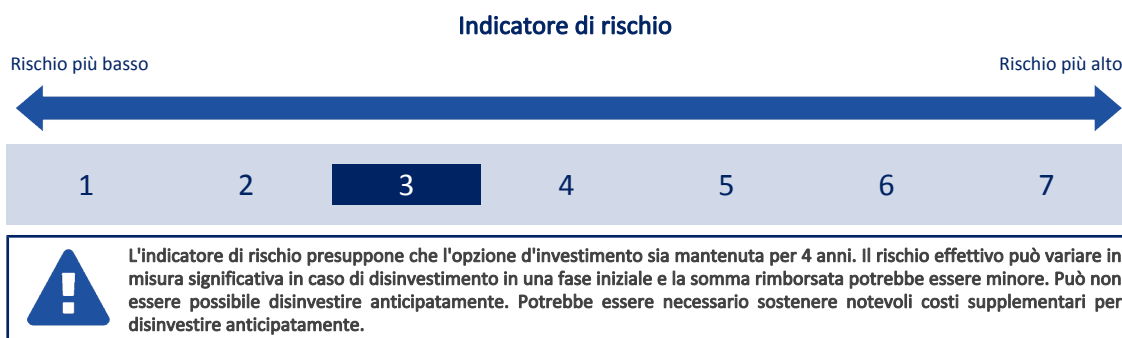 Indicatore di rischio
Rischio più basso
Rischio più alto
1 2 3 4 5 6 7
L'indicatore di rischio presuppone che l'opzione d'investimento sia mantenuta per 4 anni. Il rischio effettivo può variare in
misura significativa in caso di disinvestimento in una fase iniziale e la somma rimborsata potrebbe essere minore. Può non
essere possibile disinvestire anticipatamente. Potrebbe essere necessario sostenere notevoli costi supplementari per
disinvestire anticipatamente.